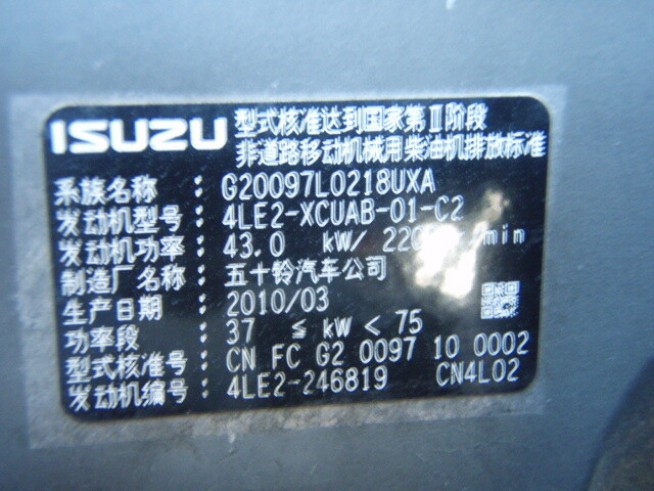 ISUZU
型式核准达到国家第Ⅱ阶段
非道路移动机械用柴油机排放标准
系族名称 : G20097L0218UXA
发动机型号 : 4LE2-XCUAB-01-C2
发动机功率 : 43.0 kW/
制造厂名称 : 五十铃汽车公司
生产日期 : 2010/03
功率段 : 37 ≤ kW < 75
型式核准号 : CN FC G2 0097 10 0002
发动机编号 : 4LE2-246819 CN4L02